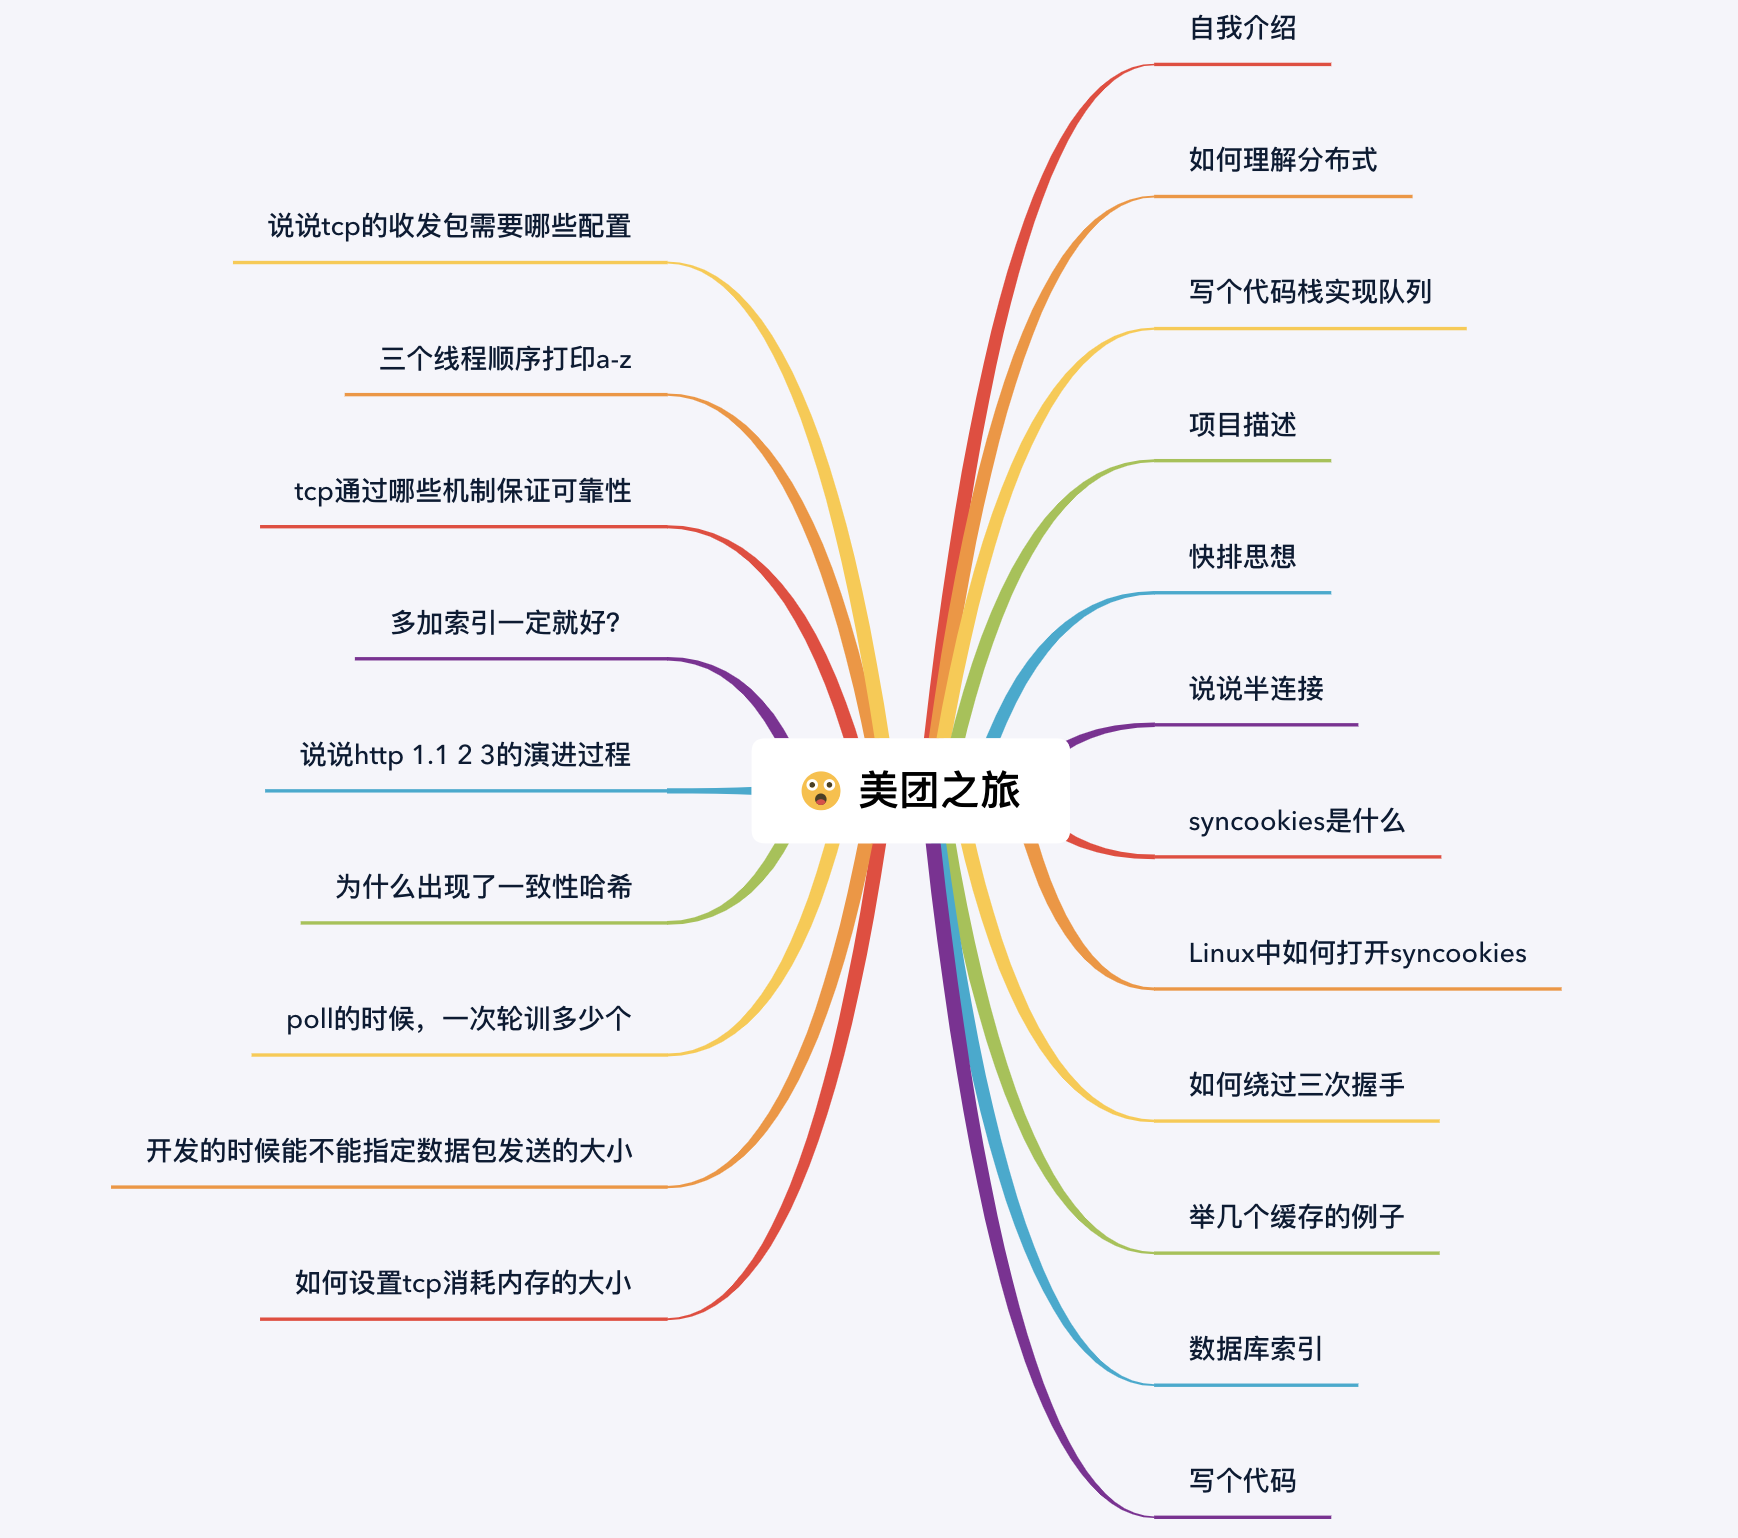 美团之旅
自我介绍
如何理解分布式
写个代码栈实现队列
项目描述
快排思想
说说半连接
syncookies是什么
Linux中如何打开syncookies
如何绕过三次握手
举几个缓存的例子
数据库索引
写个代码
说说tcp的收发包需要哪些配置
三个线程顺序打印a-z
tcp通过哪些机制保证可靠性
多加索引一定就好？
说说http 1.1 2 3的演进过程
为什么出现了一致性哈希
poll的时候，一次轮训多少个
开发的时候能不能指定数据包发送的大小
如何设置tcp消耗内存的大小